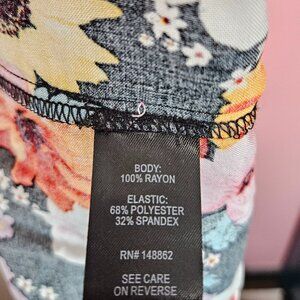 BODY:
100% RAYON
ELASTIC:
68% POLYESTER
32% SPANDEX
RN# 148862
SEE CARE
ON REVERSE